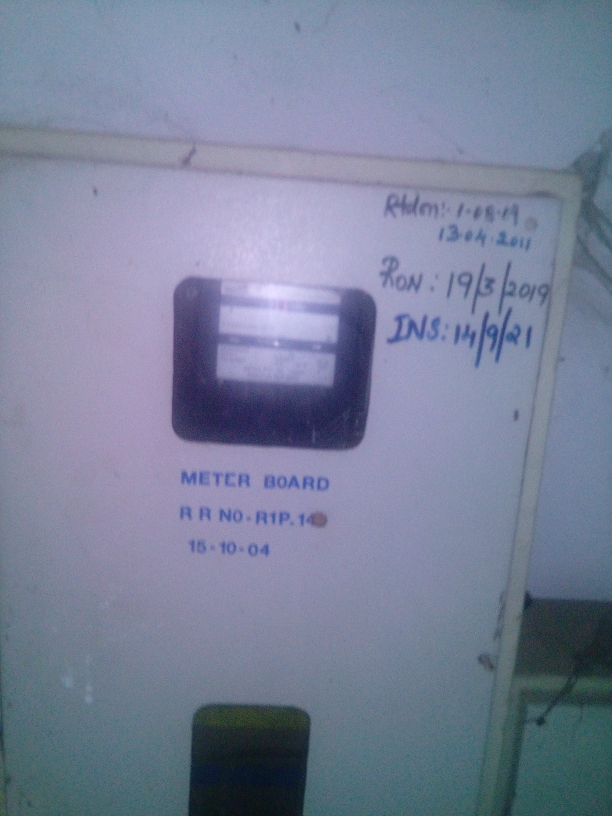 Rtdon:- 1-08-19
13.04.2011
RON: 19/3/2019
INS: 14/9/21
METER BOARD
R R NO-R1P.14
15-10-04